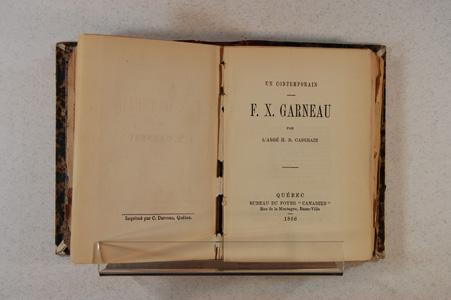 Imprimé par C. Darveau, Québec.
UN CONTEMPORAIN
F. X. GARNEAU
PAR
L'ABBÉ H. R. CASGRAIN
QUÉBEC
BUREAU DU FOYER "CANADIEN"
Rue de la Montagne, Basse-Ville
1866